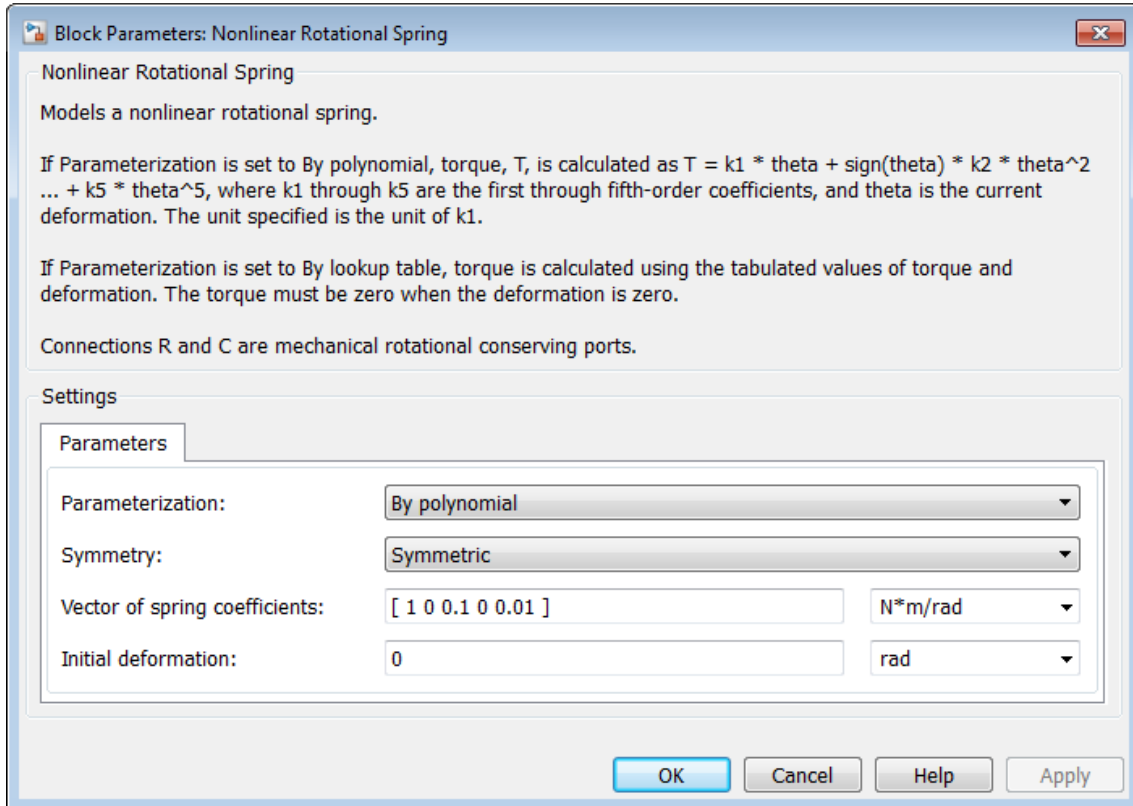 Block Parameters: Nonlinear Rotational Spring
Nonlinear Rotational Spring
Models a nonlinear rotational spring.
If Parameterization is set to By polynomial, torque, T, is calculated as T = k1 * theta + sign(theta) * k2 * theta^2
... + k5 * theta^5, where k1 through k5 are the first through fifth-order coefficients, and theta is the current
deformation. The unit specified is the unit of k1.
If Parameterization is set to By lookup table, torque is calculated using the tabulated values of torque and
deformation. The torque must be zero when the deformation is zero.
Connections R and C are mechanical rotational conserving ports.
Settings
Parameters
Parameterization: By polynomial
Symmetry: Symmetric
Vector of spring coefficients: [ 1 0 0.1 0 0.01 ] N*m/rad
Initial deformation: 0 rad
OK Cancel Help Apply